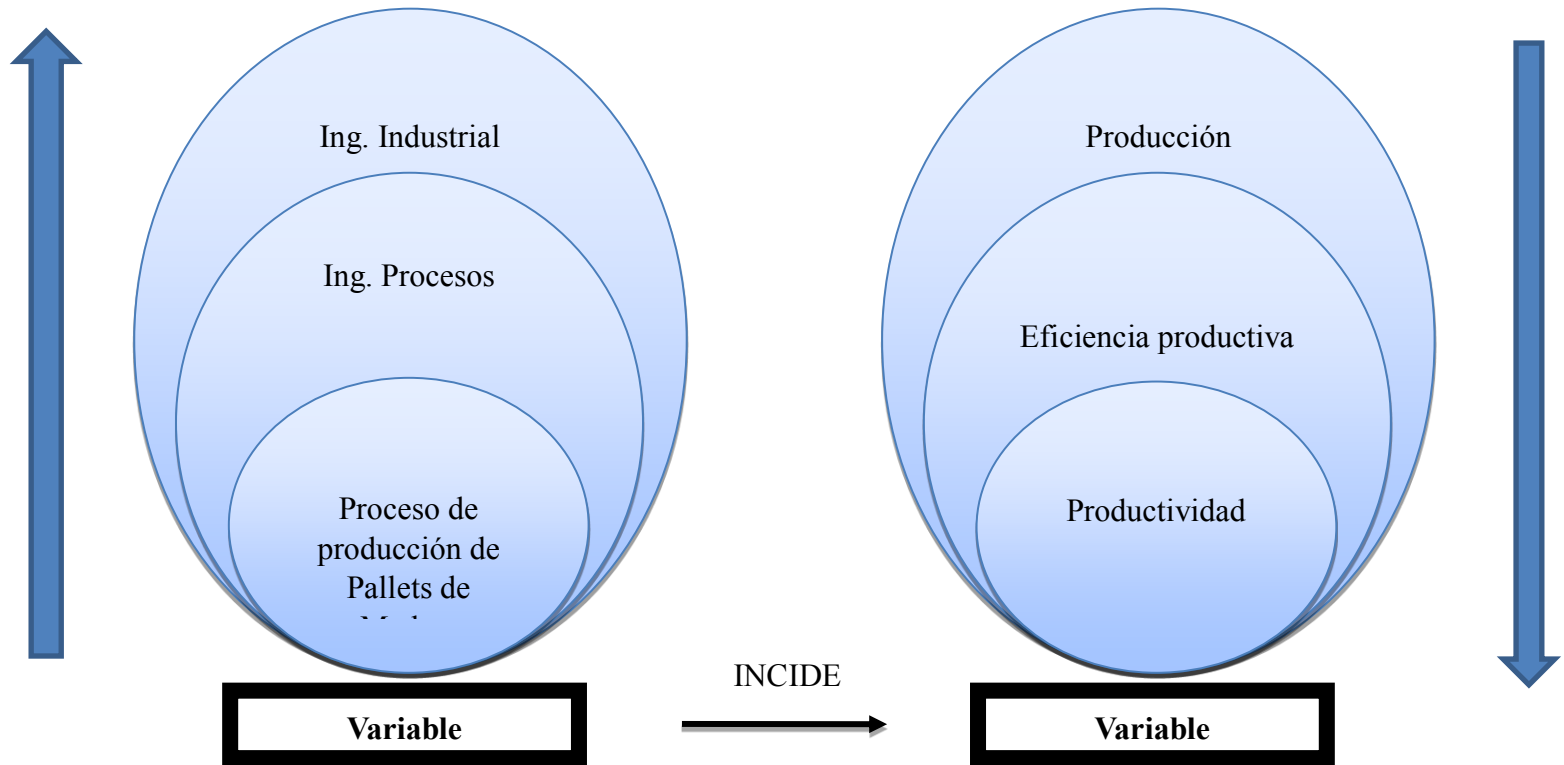 Ing. Industrial
Ing. Procesos
Proceso de
producción de
Pallets de
Variable
INCIDE
Producción
Eficiencia productiva
Productividad
Variable